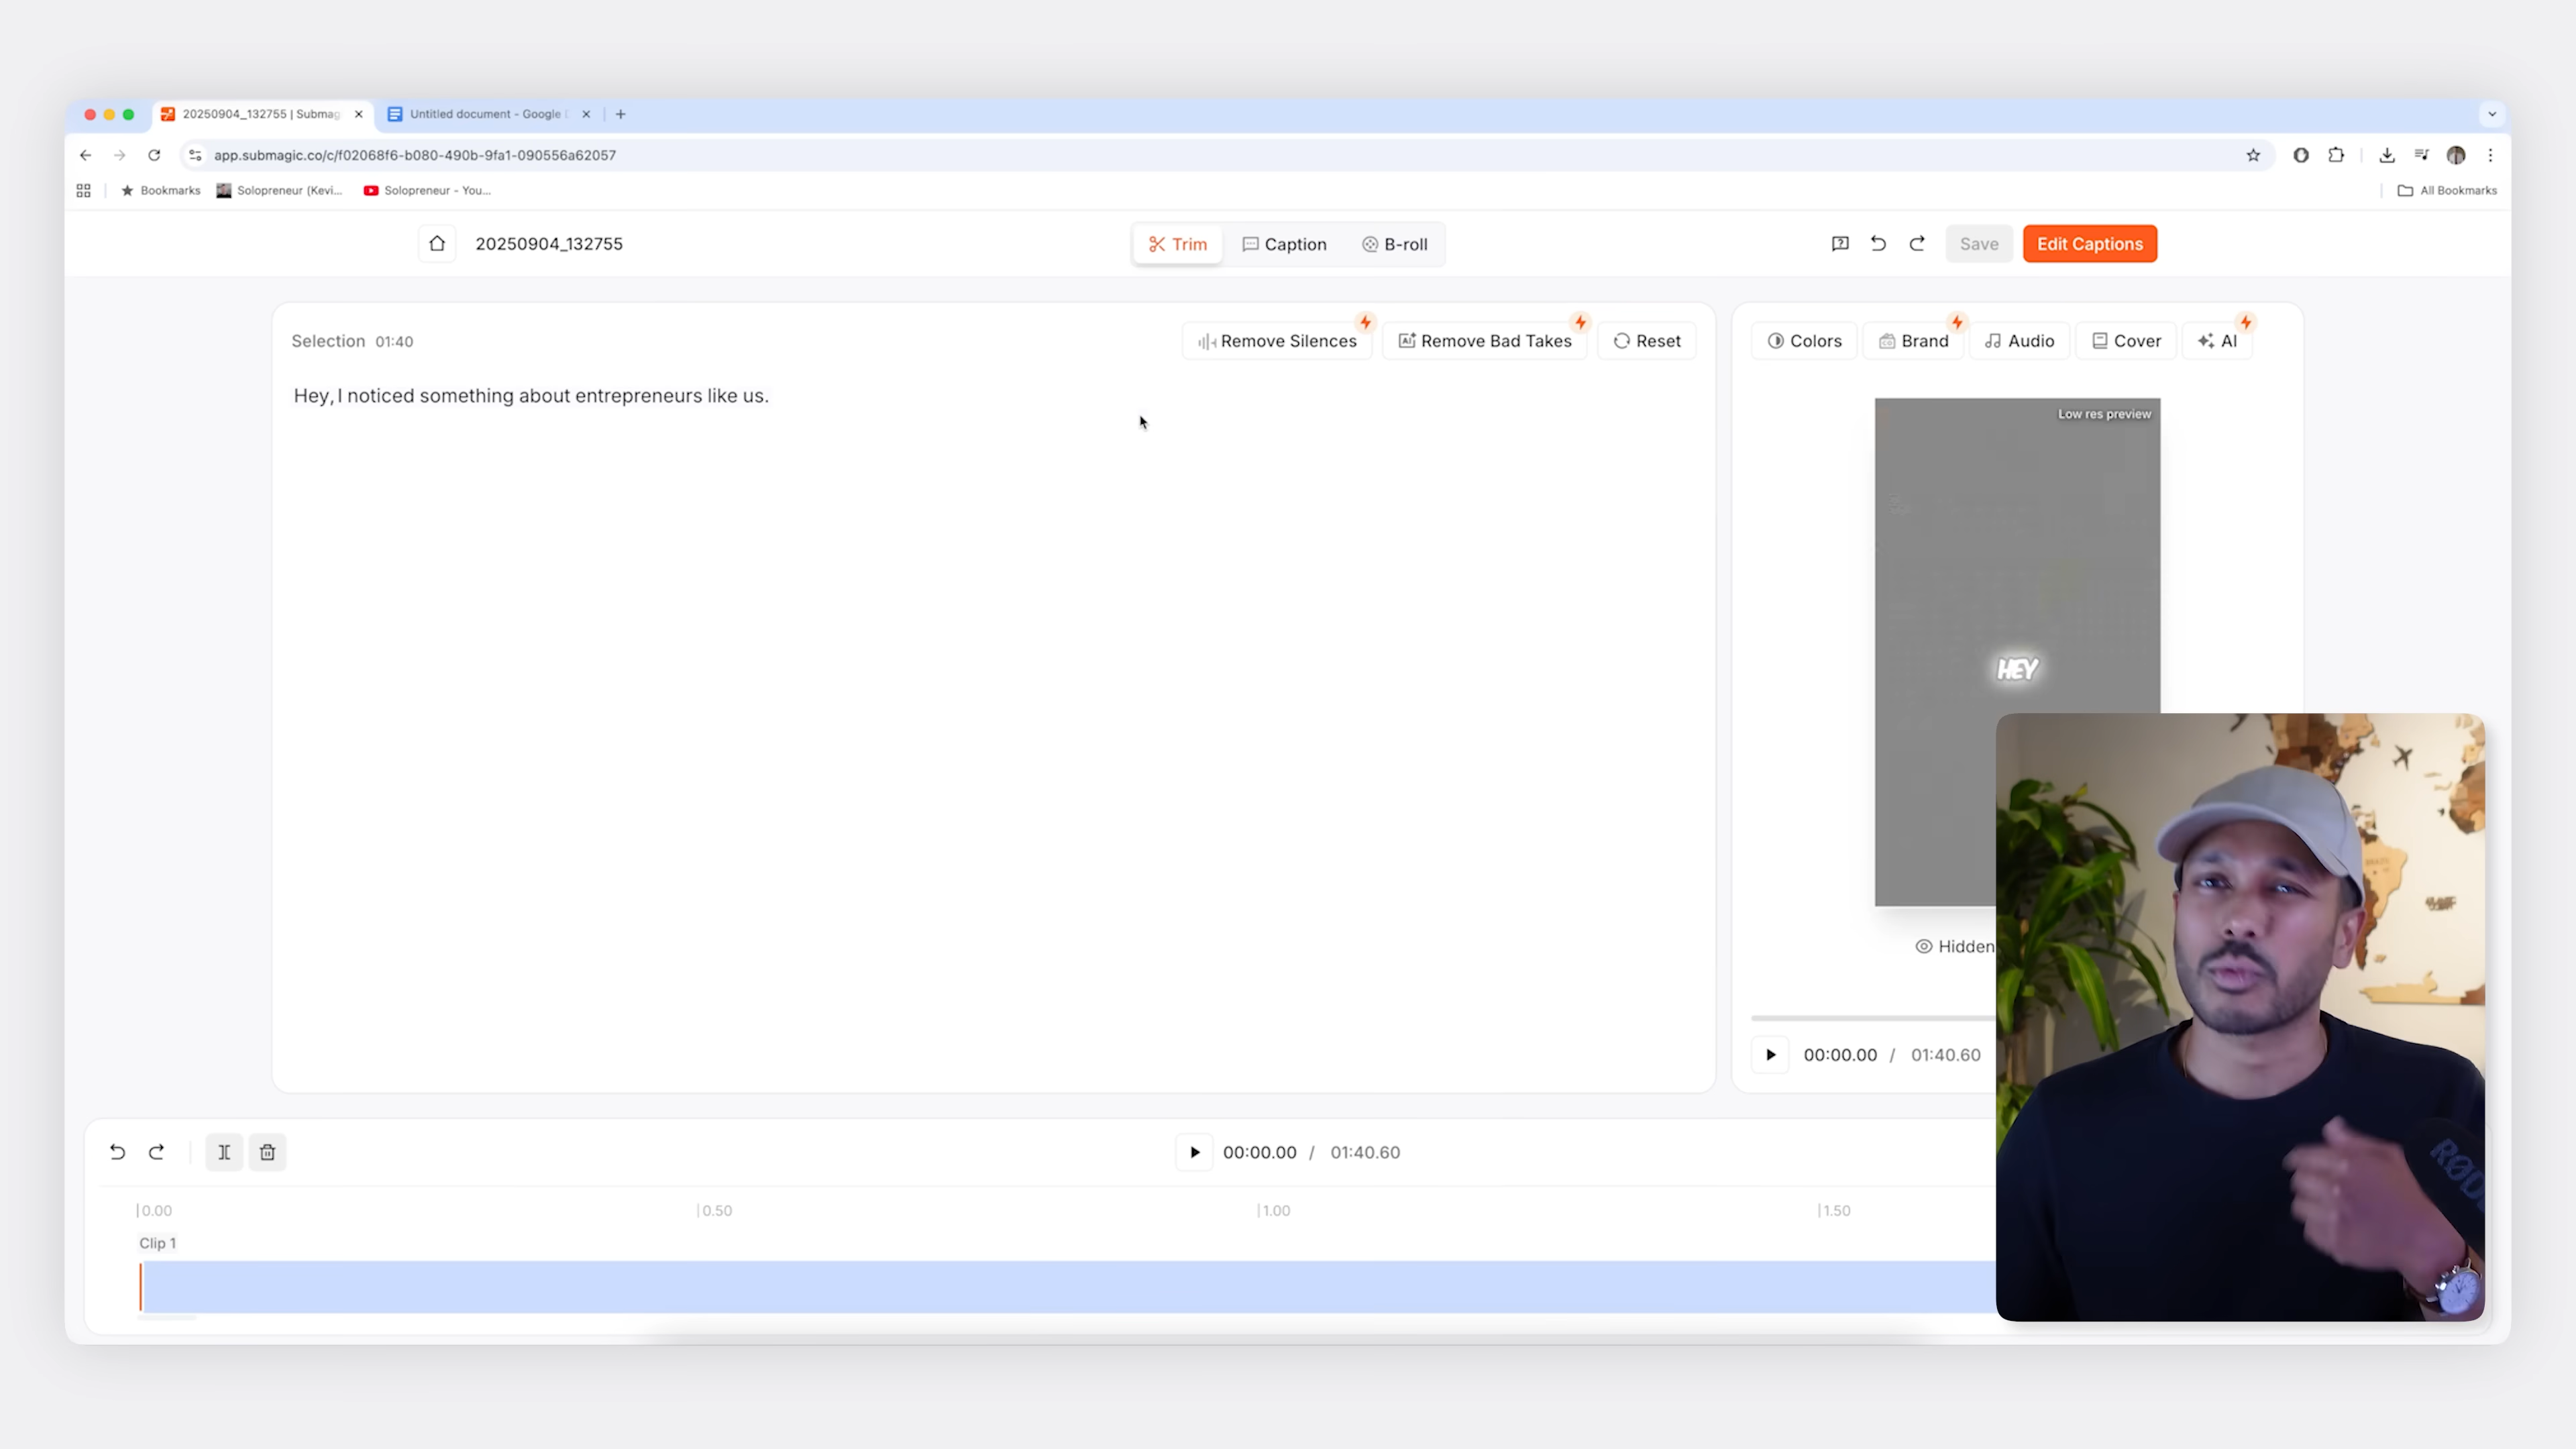 20250904_132755 | Submag
Untitled document - Google
app.submagic.co/c/f02068f6-b080-490b-9fa1-090556a62057
Bookmarks
Solopreneur (Kevi...
Solopreneur - You...
All Bookmarks
20250904_132755
Trim
Caption
B-roll
Save
Edit Captions
Selection 01:40
Remove Silences
Remove Bad Takes
Reset
Colors
Brand
Audio
Cover
AI
Hey, I noticed something about entrepreneurs like us.
Low res preview
HEY
Hidden
00:00.00 / 01:40.60
00:00.00 / 01:40.60
0.00
0.50
1.00
1.50
Clip 1